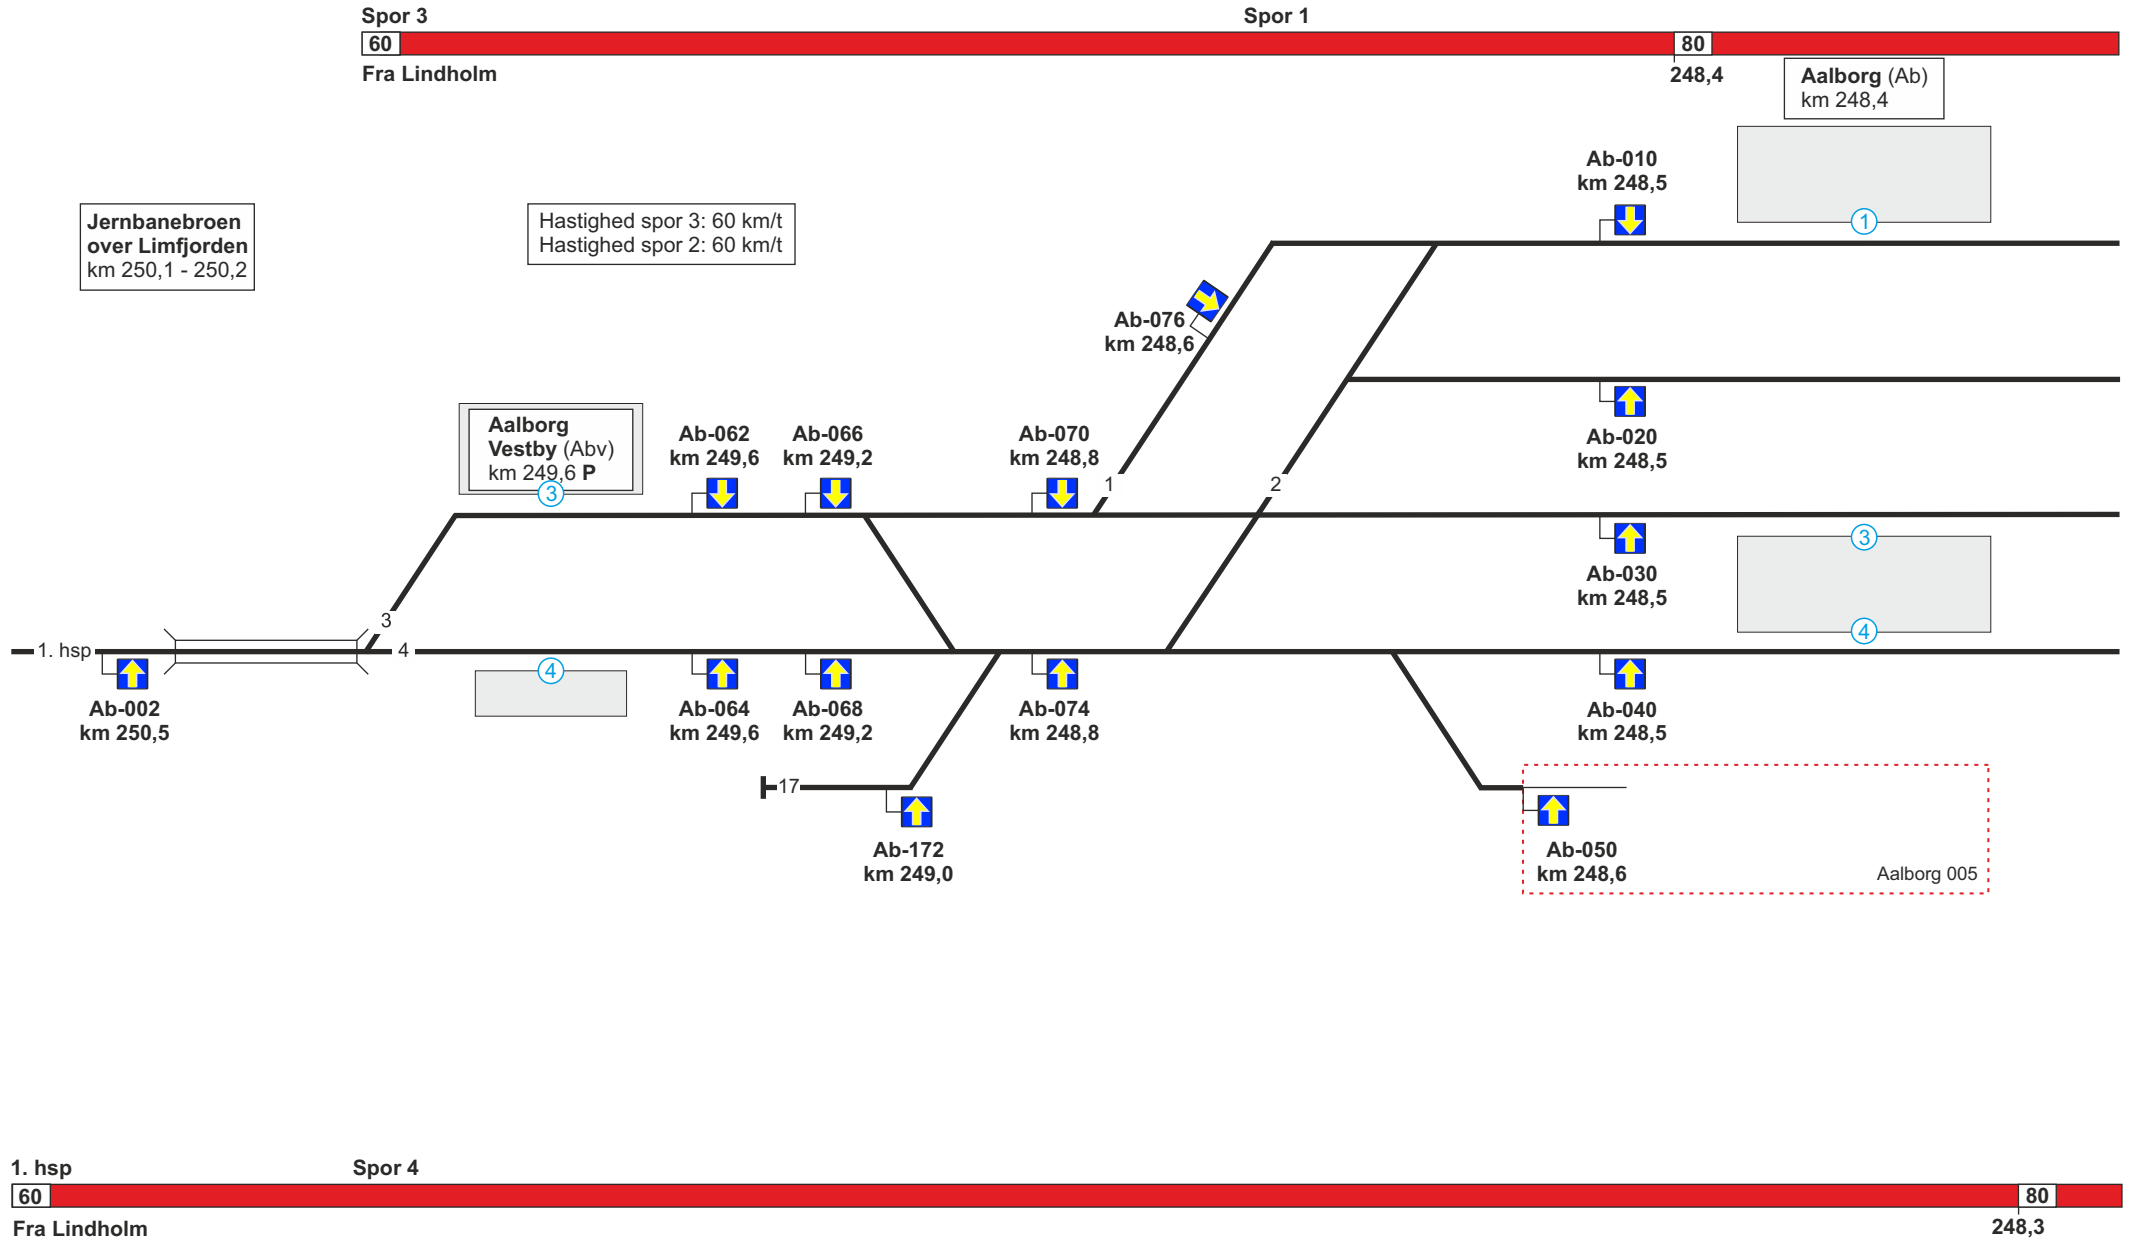 Spor 3
Spor 1
60
80
Fra Lindholm
248,4
Aalborg (Ab)
km 248,4
Ab-010
km 248,5
Jernbanebroen
over Limfjorden
km 250,1 - 250,2
Hastighed spor 3: 60 km/t
Hastighed spor 2: 60 km/t
1
Ab-076
km 248,6
Aalborg
Vestby (Abv)
km 249,6 P
3
Ab-062
km 249,6
Ab-066
km 249,2
Ab-070
km 248,8
1
2
Ab-020
km 248,5
3
Ab-030
km 248,5
4
3
1. hsp
4
4
Ab-002
km 250,5
Ab-064
km 249,6
Ab-068
km 249,2
Ab-074
km 248,8
Ab-040
km 248,5
17
Ab-172
km 249,0
Ab-050
km 248,6
Aalborg 005
1. hsp
Spor 4
60
80
Fra Lindholm
248,3